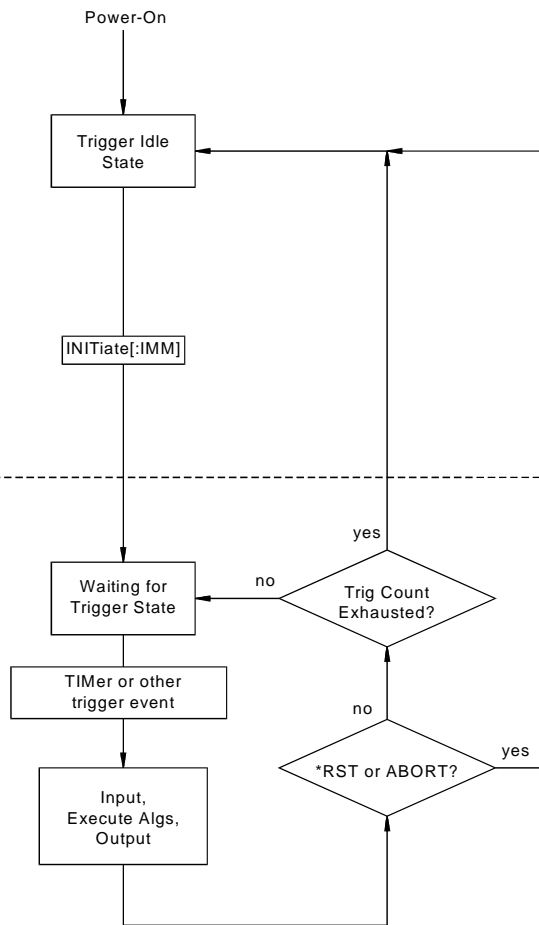 Power-On
Trigger Idle
State
INITiate[:IMM]
yes
Waiting for
Trigger State
no
Trig Count
Exhausted?
TIMer or other
trigger event
no
*RST or ABORT?
yes
Input,
Execute Algs,
Output